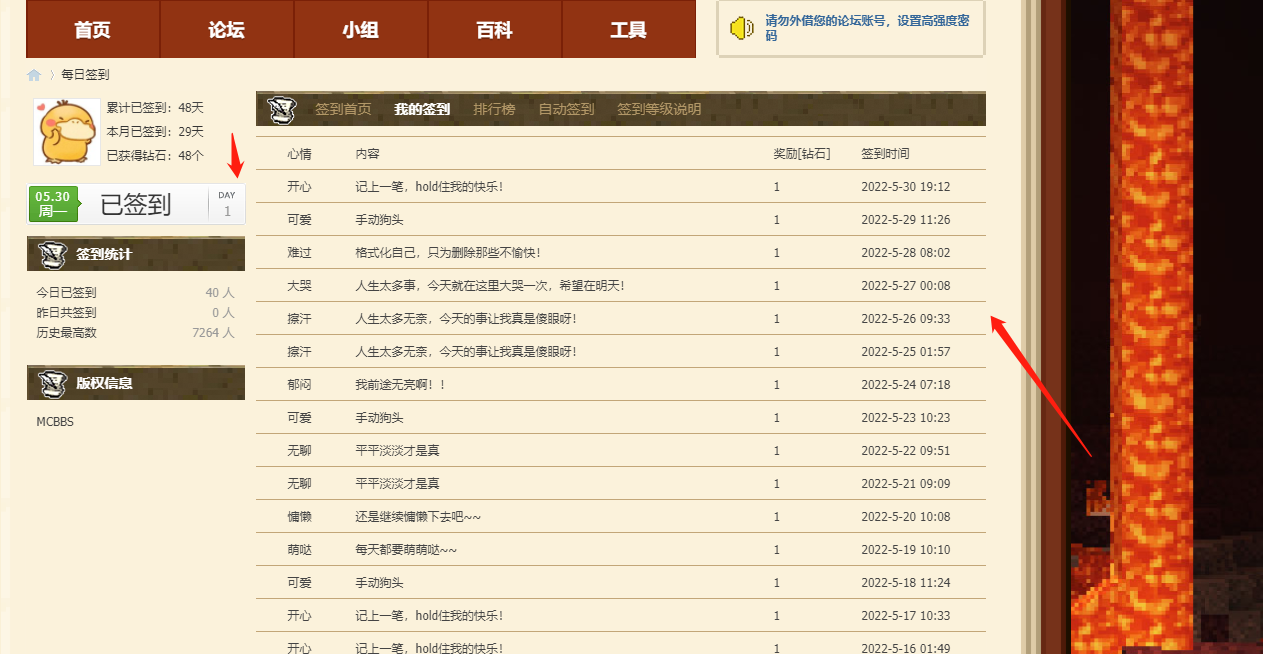 首页 论坛 小组 百科 工具
请勿外借您的论坛账号，设置高强度密
码
每日签到
累计已签到：48天
本月已签到：29天
已获得钻石：48个
05.30
周一
已签到
DAY
1
签到统计
今日已签到 40 人
昨日共签到 0 人
历史最高数 7264 人
版权信息
MCBBS
签到首页 我的签到 排行榜 自动签到 签到等级说明
心情 内容 奖励[钻石] 签到时间
开心 记上一笔，hold住我的快乐！ 1 2022-5-30 19:12
可爱 手动狗头 1 2022-5-29 11:26
难过 格式化自己，只为删除那些不愉快！ 1 2022-5-28 08:02
大哭 人生太多事，今天就在这里大哭一次，希望在明天！ 1 2022-5-27 00:08
擦汗 人生太多无奈，今天的事让我真是傻眼呀！ 1 2022-5-26 09:33
擦汗 人生太多无奈，今天的事让我真是傻眼呀！ 1 2022-5-25 01:57
郁闷 我前途无亮啊！！ 1 2022-5-24 07:18
可爱 手动狗头 1 2022-5-23 10:23
无聊 平平淡淡才是真 1 2022-5-22 09:51
无聊 平平淡淡才是真 1 2022-5-21 09:09
慵懒 还是继续慵懒下去吧~~ 1 2022-5-20 10:08
萌哒 每天都要萌萌哒~~ 1 2022-5-19 10:10
可爱 手动狗头 1 2022-5-18 11:24
开心 记上一笔，hold住我的快乐！ 1 2022-5-17 10:33
开心 记上一笔，hold住我的快乐！ 1 2022-5-16 01:49